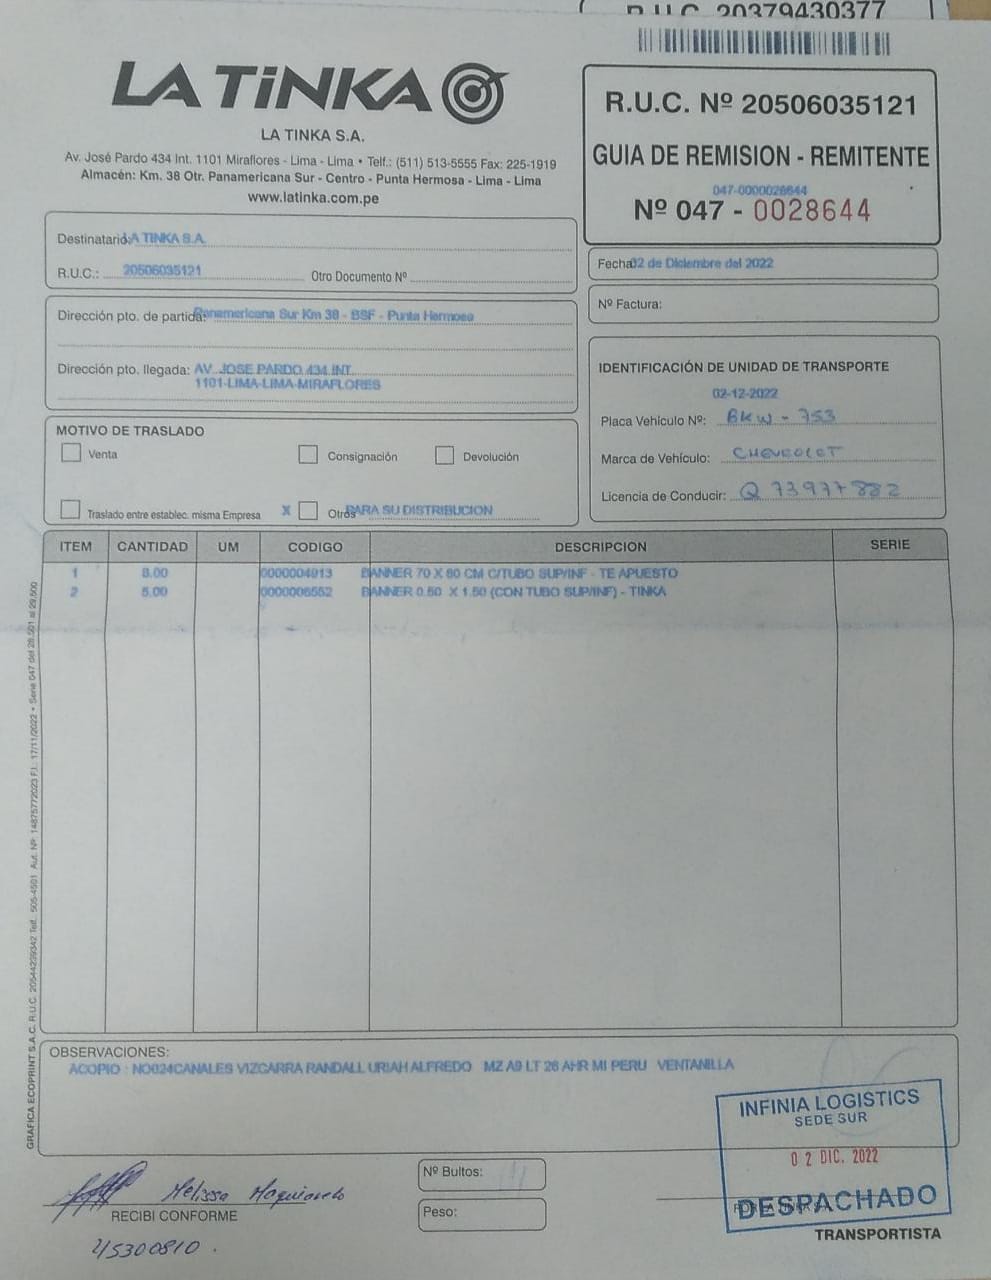 R.U.C. 20379430377
LA TiNKA
LA TINKA S.A.
Av. José Pardo 434 Int. 1101 Miraflores - Lima - Lima • Telf.: (511) 513-5555 Fax: 225-1919
Almacén: Km. 38 Otr. Panamericana Sur - Centro - Punta Hermosa - Lima - Lima
www.latinka.com.pe
R.U.C. Nº 20506035121
GUIA DE REMISION - REMITENTE
047-0000028644
Nº 047 - 0028644
Destinatario: LA TINKA S.A.
R.U.C.: 20506035121 Otro Documento Nº
Fecha: 02 de Diciembre del 2022
Nº Factura:
Dirección pto. de partida: Panamericana Sur Km 38 - BSF - Punta Hermosa
Dirección pto. llegada: AV. JOSE PARDO 434 INT.
1101-LIMA-LIMA-MIRAFLORES
IDENTIFICACIÓN DE UNIDAD DE TRANSPORTE
02-12-2022
Placa Vehículo Nº: BKW - 753
Marca de Vehículo: CHEVROLET
Licencia de Conducir: Q 73977882
MOTIVO DE TRASLADO
Venta Consignación Devolución
Traslado entre establec. misma Empresa X Otros PARA SU DISTRIBUCION
ITEM CANTIDAD UM CODIGO DESCRIPCION SERIE
1 8.00 0000004913 BANNER 70 X 80 CM C/TUBO SUP/INF - TE APUESTO
2 5.00 0000006552 BANNER 0.50 X 1.50 (CON TUBO SUP/INF) - TINKA
GRAFICA ECOPRINT S.A.C. R.U.C. 20544239342 Telf. 505-4501 Aut. Nº: 14875772023 F.I.: 17/11/2022 • Serie 047 del 28,501 al 29,500
OBSERVACIONES:
ACOPIO : NO024CANALES VIZCARRA RANDALL URIAH ALFREDO MZ A9 LT 26 AHR MI PERU VENTANILLA
INFINIA LOGISTICS
SEDE SUR
02 DIC. 2022
DESPACHADO
TRANSPORTISTA
Nº Bultos:
Peso:
Melissa
RECIBI CONFORME
45300810.